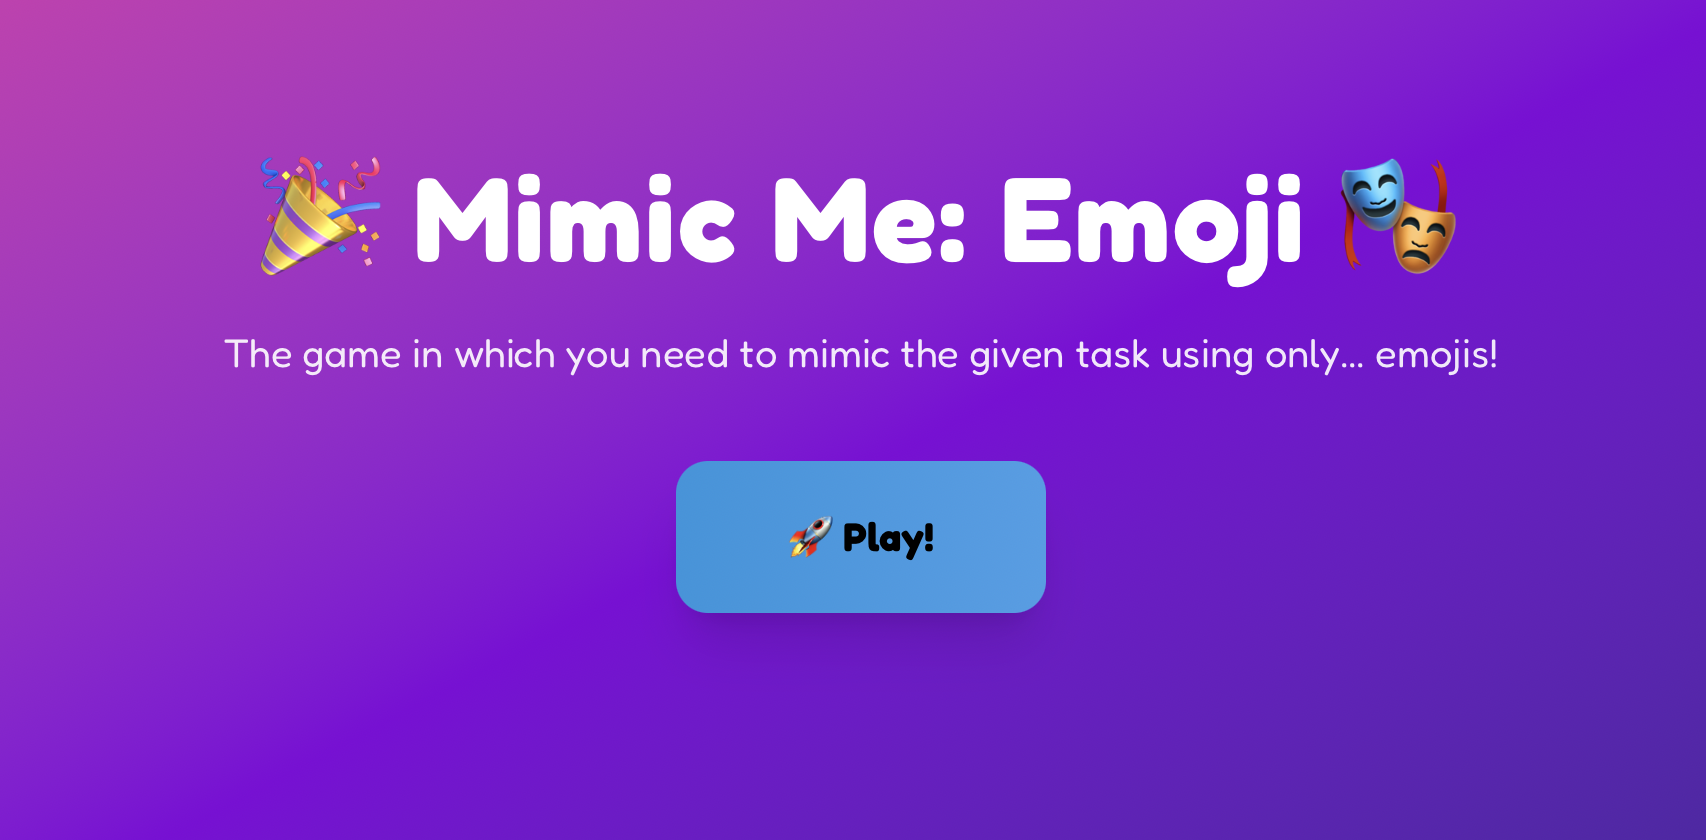 🎉 Mimic Me: Emoji 🎭
The game in which you need to mimic the given task using only... emojis!
🚀 Play!